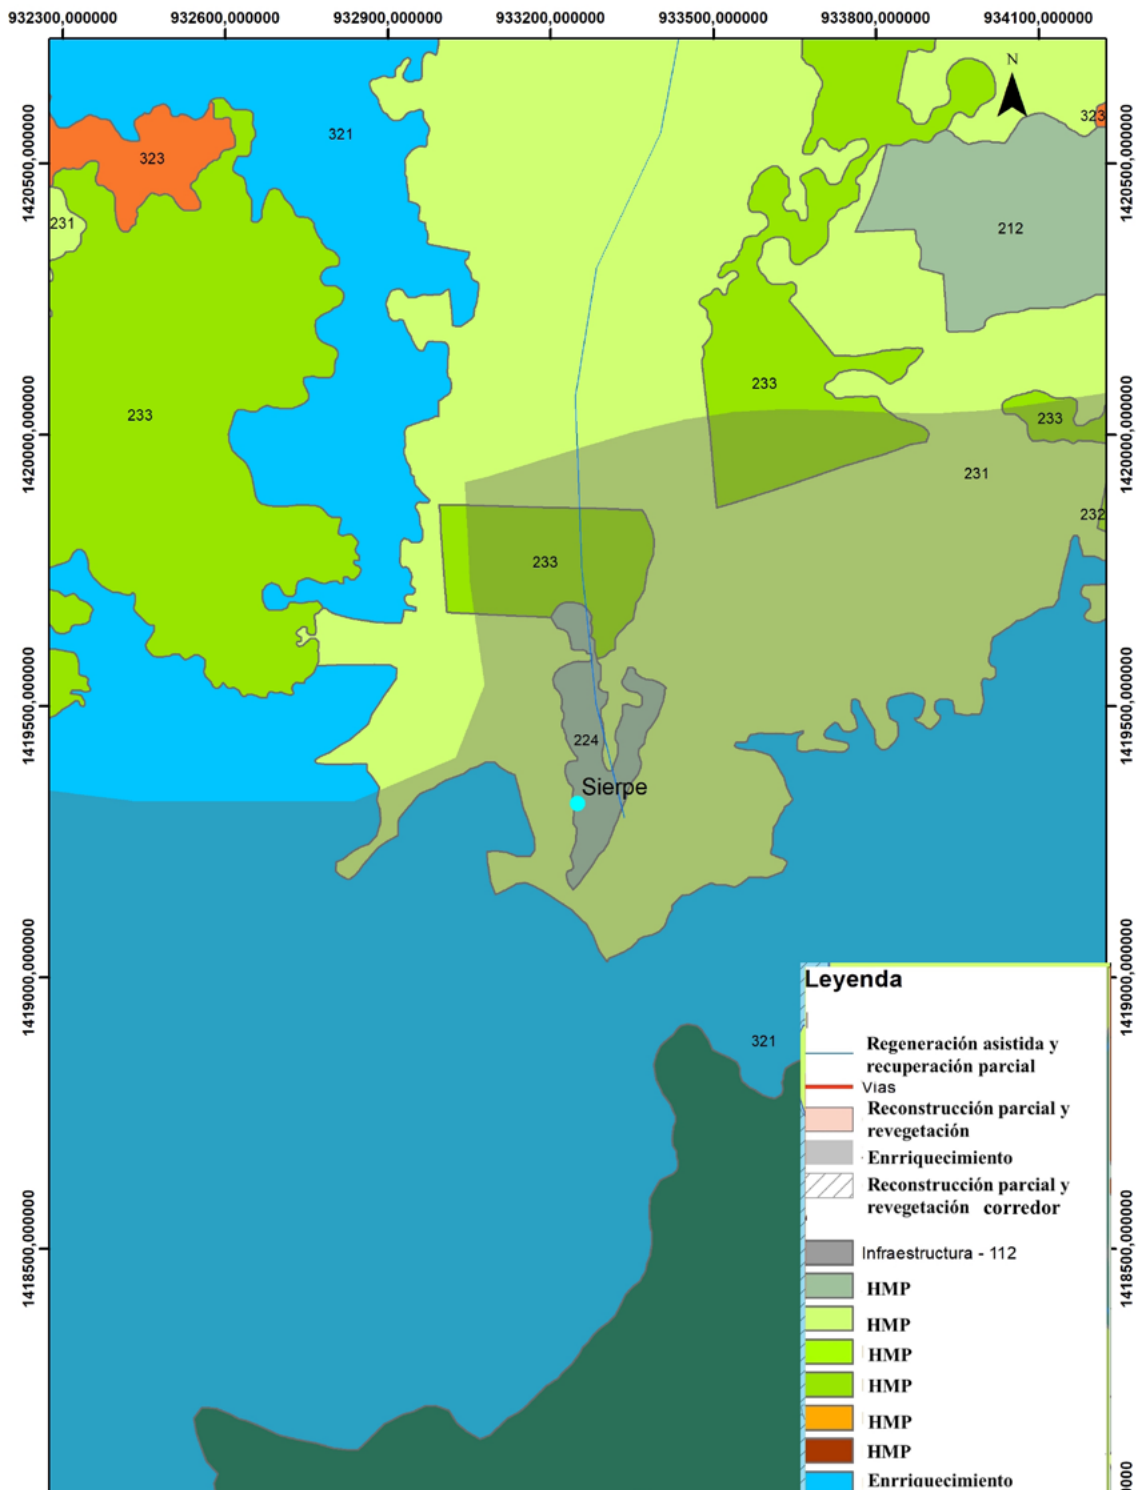 932300,000000 932600,000000 932900,000000 933200,000000 933500,000000 933800,000000 934100,000000
N
323
321
323
1420500,000000
1420500,000000
231
212
233
233
233
1420000,000000
1420000,000000
231
232
233
1419500,000000
1419500,000000
224
Sierpe
1419000,000000
1419000,000000
Leyenda
321
Regeneración asistida y
recuperación parcial
Vias
Reconstrucción parcial y
revegetación
Enrriquecimiento
Reconstrucción parcial y
revegetación corredor
1418500,000000
1418500,000000
Infraestructura - 112
HMP
HMP
HMP
HMP
HMP
HMP
Enrriquecimiento